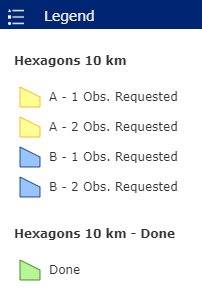 Legend
Hexagons 10 km
A - 1 Obs. Requested
A - 2 Obs. Requested
B - 1 Obs. Requested
B - 2 Obs. Requested
Hexagons 10 km - Done
Done